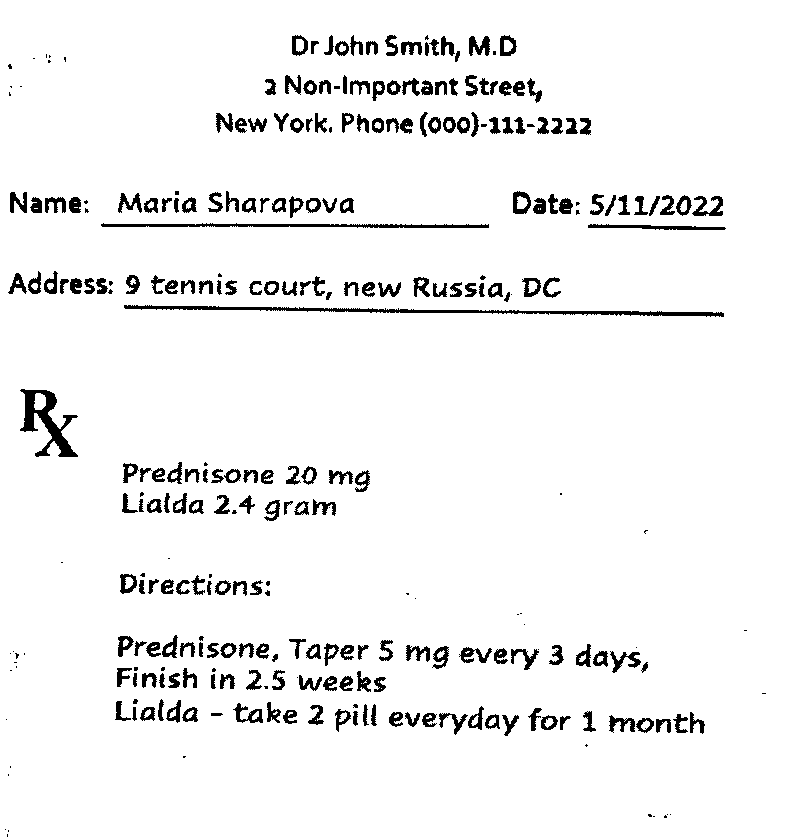 Dr John Smith, M.D
2 Non-Important Street,
New York. Phone (000)-111-2222
Name: Maria Sharapova Date: 5/11/2022
Address: 9 tennis court, new Russia, DC
Rx
Prednisone 20 mg
Lialda 2.4 gram
Directions:
Prednisone, Taper 5 mg every 3 days,
Finish in 2.5 weeks
Lialda - take 2 pill everyday for 1 month